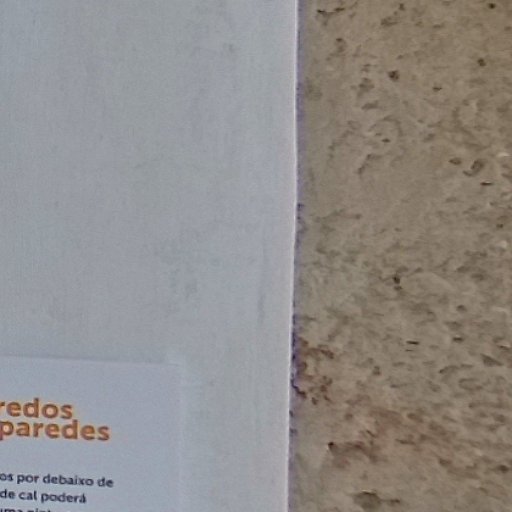 redos
paredes
os por debaixo de
de cal poderá